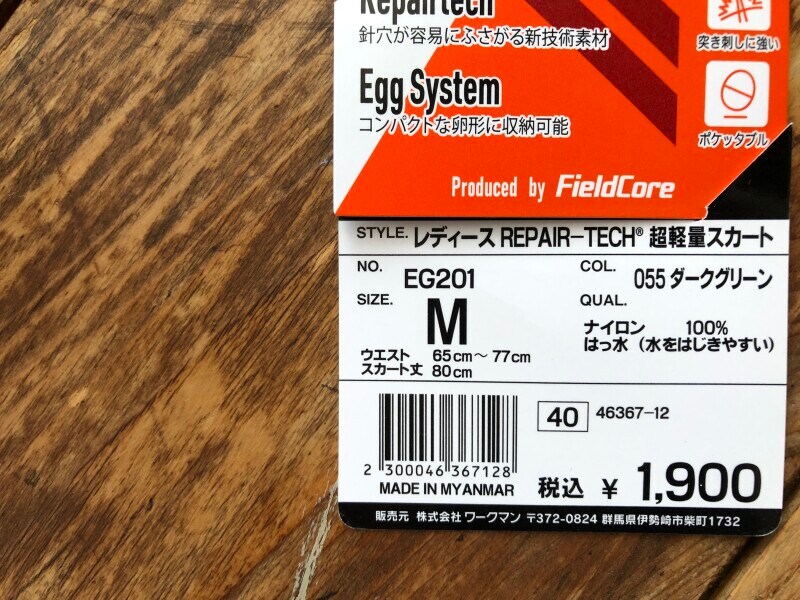 Repairtech
針穴が容易にふさがる新技術素材
突き刺しに強い
Egg System
コンパクトな卵形に収納可能
ポケッタブル
Produced by FieldCore
STYLE. レディース REPAIR-TECH® 超軽量スカート
NO. EG201
COL. 055 ダークグリーン
SIZE. M
QUAL.
ナイロン 100%
はっ水 (水をはじきやすい)
ウエスト 65cm～77cm
スカート丈 80cm
40 46367-12
2 300046 367128
MADE IN MYANMAR
税込 ¥1,900
販売元 株式会社 ワークマン 〒372-0824 群馬県伊勢崎市柴町1732